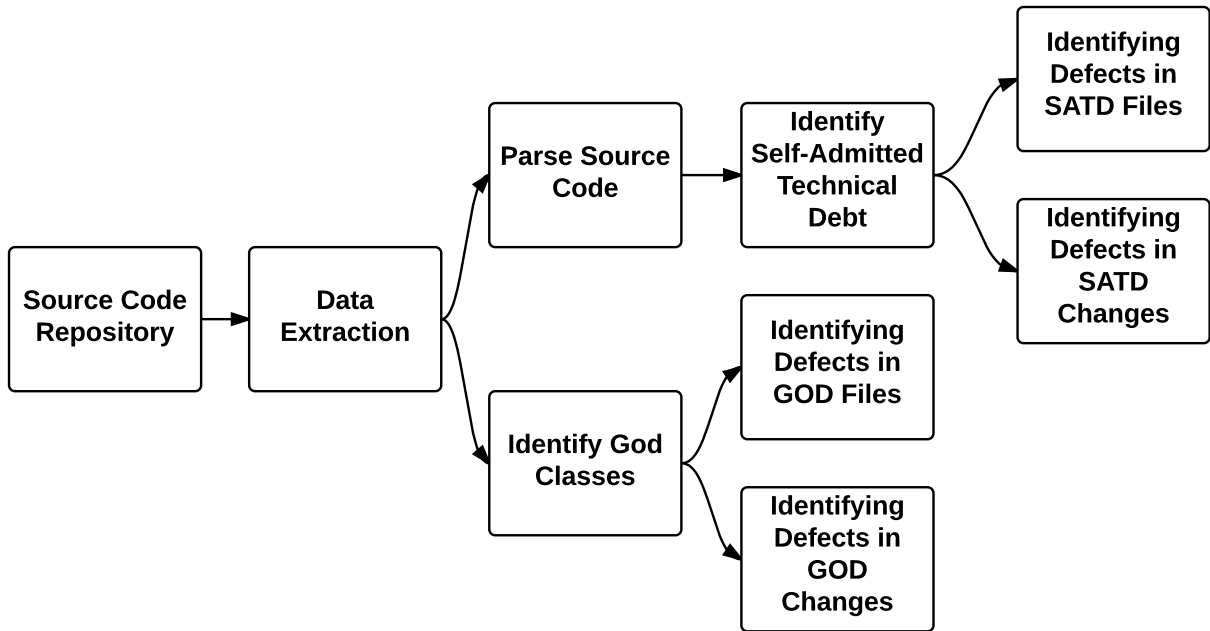 Source Code
Repository
Data
Extraction
Parse Source
Code
Identify
Self-Admitted
Technical
Debt
Identifying
Defects in
SATD Files
Identifying
Defects in
SATD
Changes
Identify God
Classes
Identifying
Defects in
GOD Files
Identifying
Defects in
GOD
Changes